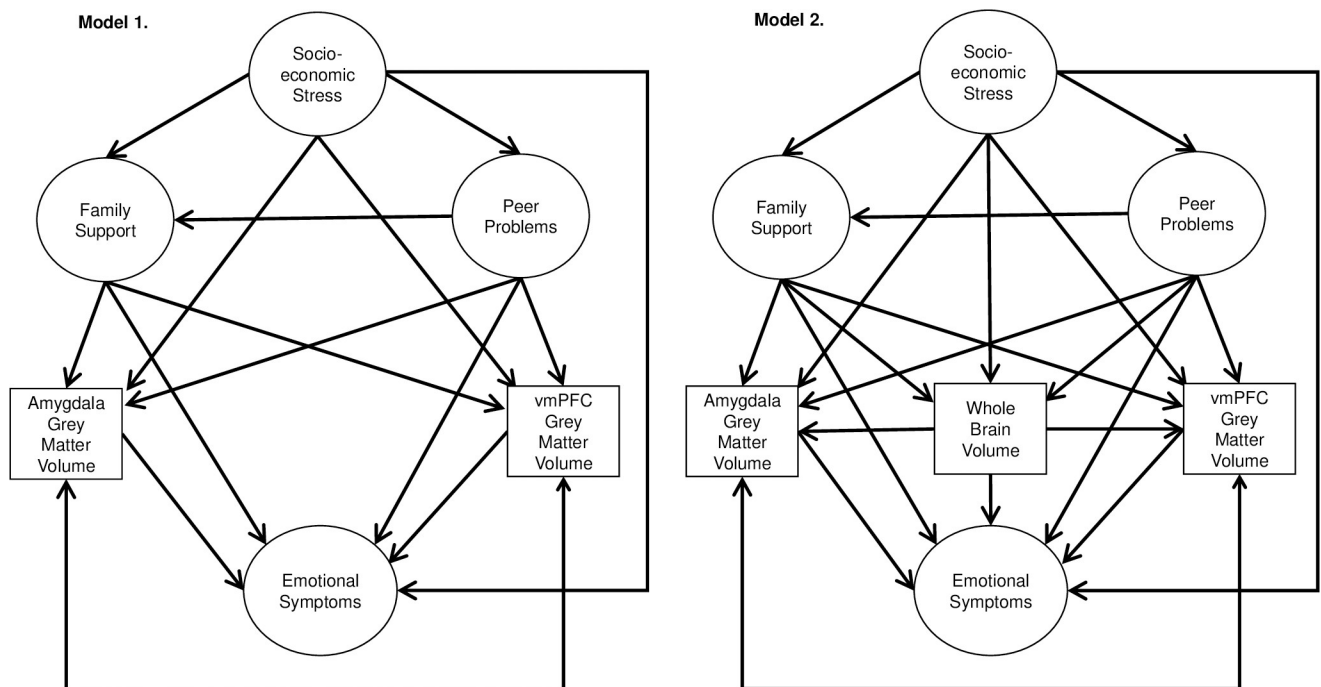 Model 1.
Socio-
economic
Stress
Family
Support
Peer
Problems
Amygdala
Grey
Matter
Volume
vmPFC
Grey
Matter
Volume
Emotional
Symptoms
Model 2.
Socio-
economic
Stress
Family
Support
Peer
Problems
Amygdala
Grey
Matter
Volume
Whole
Brain
Volume
vmPFC
Grey
Matter
Volume
Emotional
Symptoms